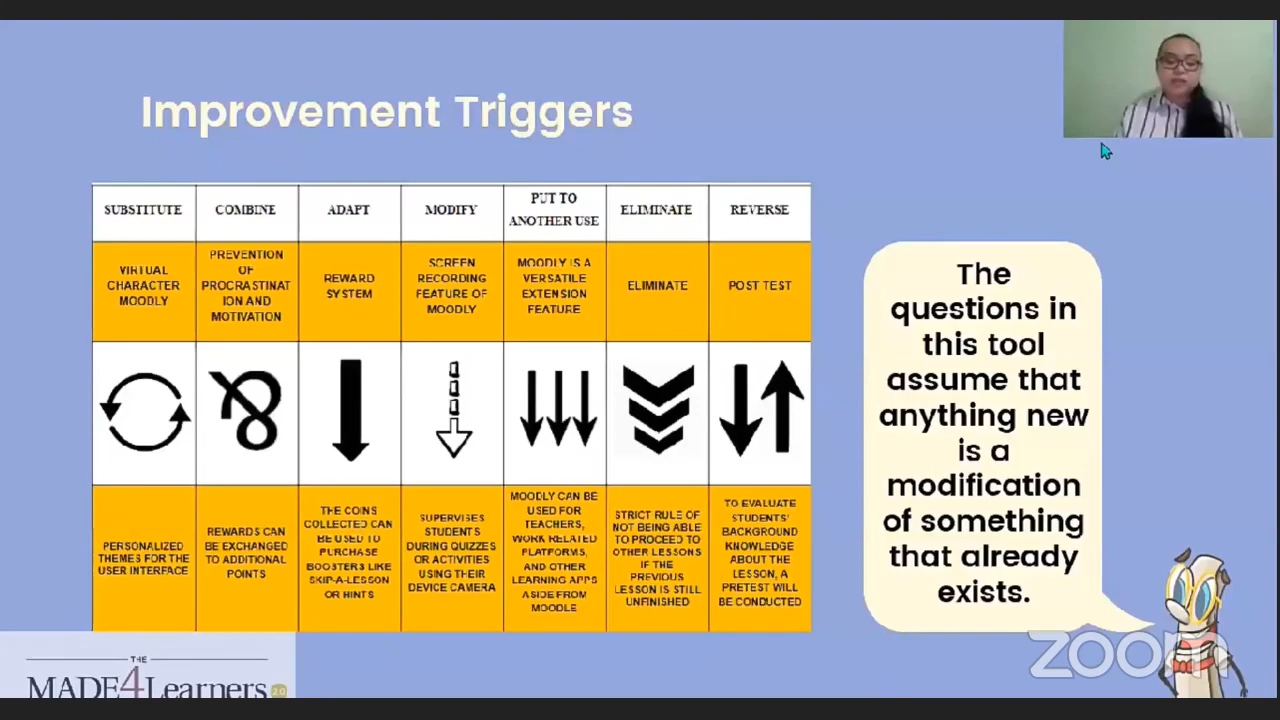 Improvement Triggers
SUBSTITUTE
COMBINE
ADAPT
MODIFY
PUT TO
ANOTHER USE
ELIMINATE
REVERSE
VIRTUAL
CHARACTER
MOODLY
PREVENTION
OF
PROCRASTINAT
ION AND
MOTIVATION
REWARD
SYSTEM
SCREEN
RECORDING
FEATURE OF
MOODLY
MOODLY IS A
VERSATILE
EXTENSION
FEATURE
ELIMINATE
POST TEST
PERSONALIZED
THEMES FOR THE
USER INTERFACE
REWARDS CAN
BE EXCHANGED
TO ADDITIONAL
POINTS
THE COINS
COLLECTED CAN
BE USED TO
PURCHASE
BOOSTERS LIKE
SKIP-A-LESSON
OR HINTS
SUPERVISES
STUDENTS
DURING QUIZZES
OR ACTIVITIES
USING THEIR
DEVICE CAMERA
MOODLY CAN BE
USED FOR
TEACHERS,
WORK RELATED
PLATFORMS,
AND OTHER
LEARNING APPS
ASIDE FROM
MOODLE
STRICT RULE OF
NOT BEING ABLE
TO PROCEED TO
OTHER LESSONS
IF THE
PREVIOUS
LESSON IS STILL
UNFINISHED
TO EVALUATE
STUDENTS'
BACKGROUND
KNOWLEDGE
ABOUT THE
LESSON, A
PRETEST WILL
BE CONDUCTED
The
questions in
this tool
assume that
anything new
is a
modification
of something
that already
exists.
THE
MADE4Learners 2.0
zoom